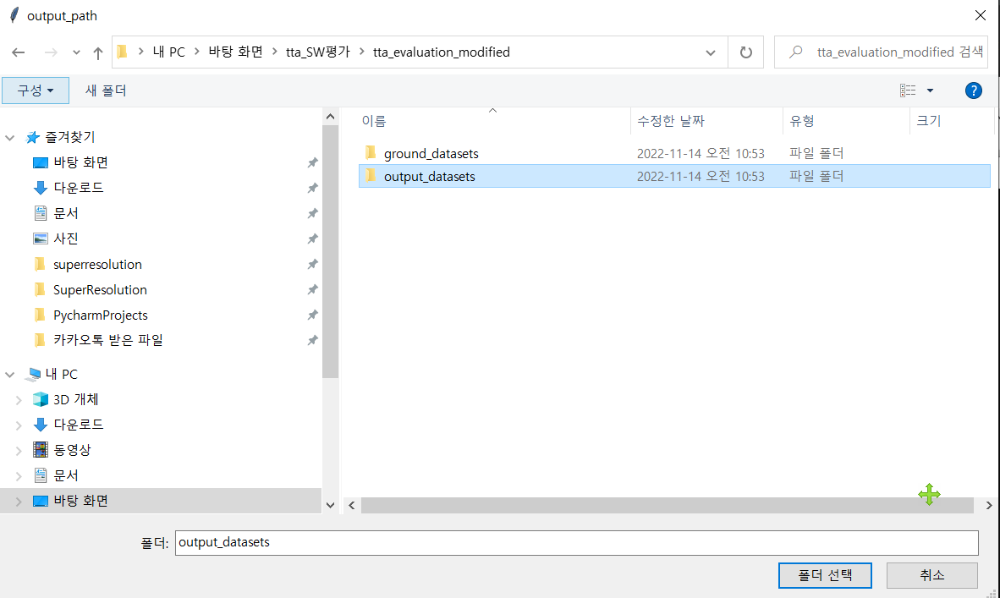 output_path
내 PC > 바탕 화면 > tta_SW평가 > tta_evaluation_modified
tta_evaluation_modified 검색
구성 새 폴더
?
즐겨찾기
바탕 화면
다운로드
문서
사진
superresolution
SuperResolution
PycharmProjects
카카오톡 받은 파일
내 PC
3D 개체
다운로드
동영상
문서
바탕 화면
이름 수정한 날짜 유형 크기
ground_datasets 2022-11-14 오전 10:53 파일 폴더
output_datasets 2022-11-14 오전 10:53 파일 폴더
폴더: output_datasets
폴더 선택 취소